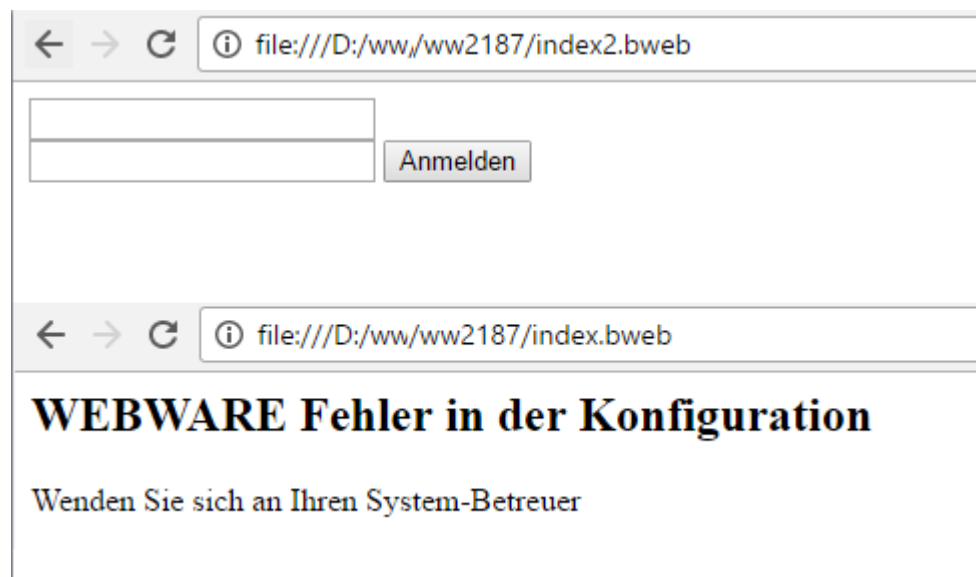 file:///D:/ww,/ww2187/index2.bweb
Anmelden
file:///D:/ww/ww2187/index.bweb
WEBWARE Fehler in der Konfiguration
Wenden Sie sich an Ihren System-Betreuer